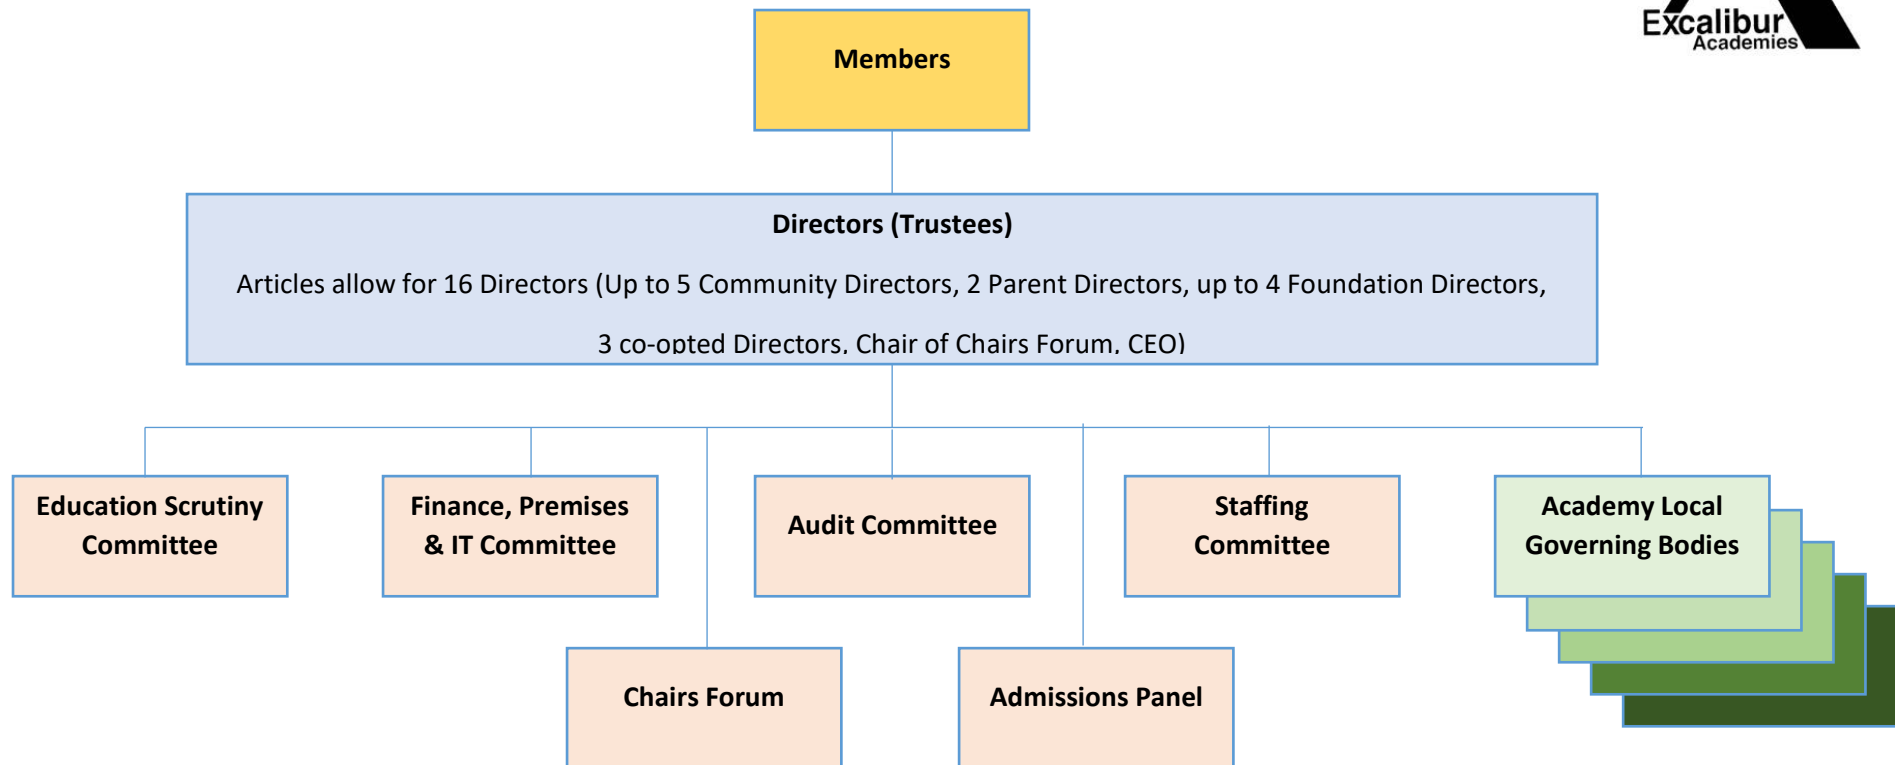 Excalibur
Academies
Members
Directors (Trustees)
Articles allow for 16 Directors (Up to 5 Community Directors, 2 Parent Directors, up to 4 Foundation Directors,
3 co-opted Directors, Chair of Chairs Forum, CEO)
Education Scrutiny
Committee
Finance, Premises
& IT Committee
Audit Committee
Staffing
Committee
Academy Local
Governing Bodies
Chairs Forum
Admissions Panel